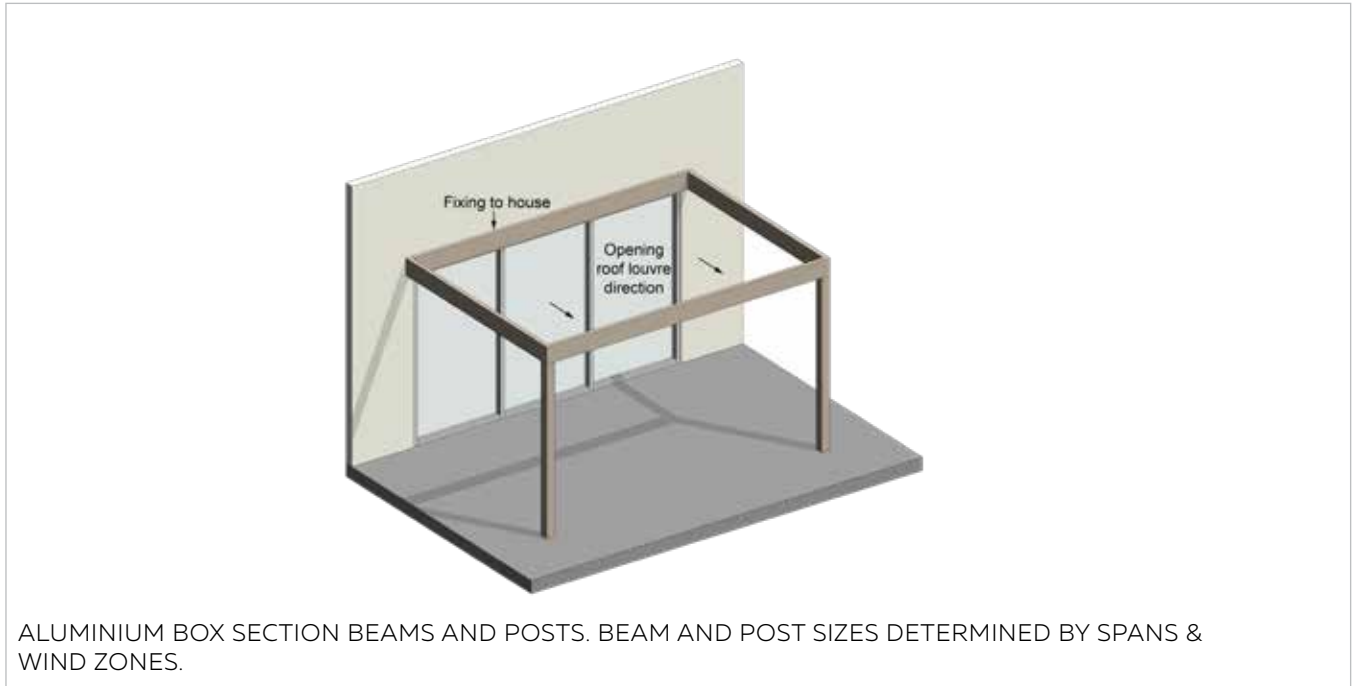 Fixing to house
Opening
roof louvre
direction
ALUMINIUM BOX SECTION BEAMS AND POSTS. BEAM AND POST SIZES DETERMINED BY SPANS &
WIND ZONES.